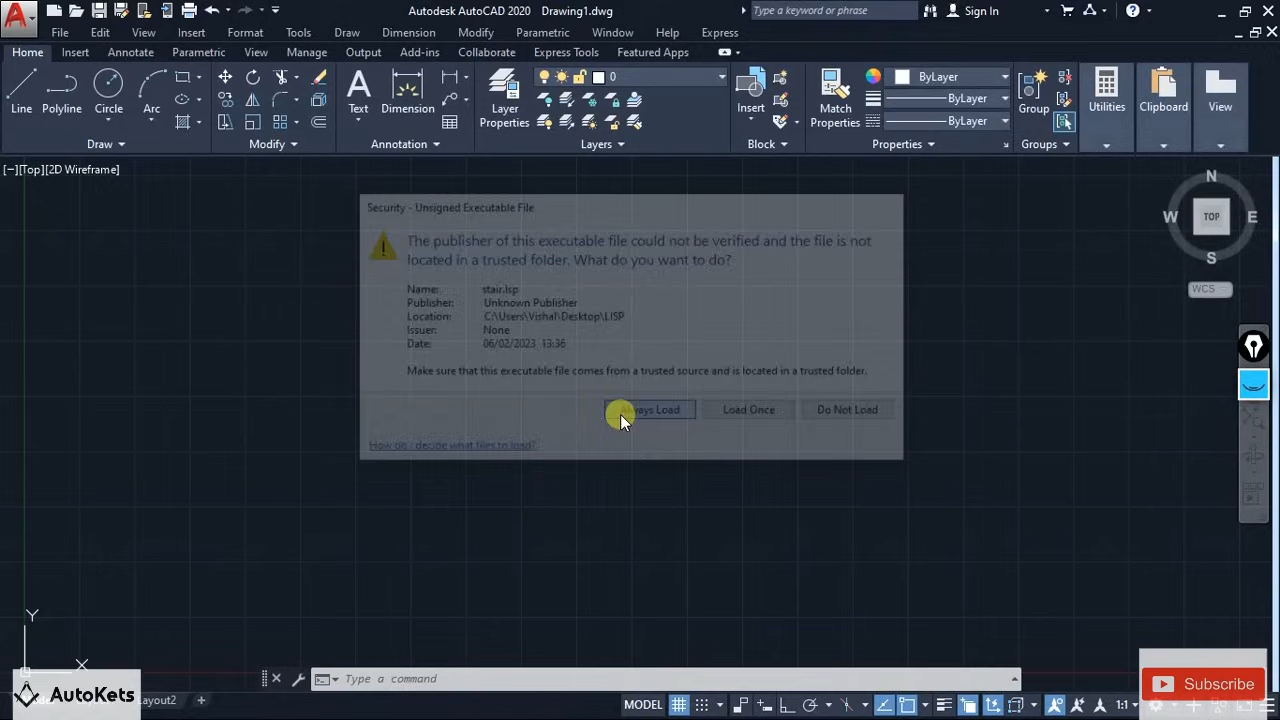 Autodesk AutoCAD 2020 Drawing1.dwg
Type a keyword or phrase
Sign In
File Edit View Insert Format Tools Draw Dimension Modify Parametric Window Help Express
Home Insert Annotate Parametric View Manage Output Add-ins Collaborate Express Tools Featured Apps
Line Polyline Circle Arc
Text Dimension
Layer Properties
0
Insert
Match Properties
ByLayer
ByLayer
ByLayer
Group
Utilities Clipboard View
Draw Modify Annotation Layers Block Properties Groups
[−][Top][2D Wireframe]
N
W TOP E
S
WCS
Security - Unsigned Executable File
The publisher of this executable file could not be verified and the file is not
located in a trusted folder. What do you want to do?
Name: stair.lsp
Publisher: Unknown Publisher
Location: C:\Users\Vishal\Desktop\LISP
Issuer: None
Date: 06/02/2023 13:36
Make sure that this executable file comes from a trusted source and is located in a trusted folder.
Always Load Load Once Do Not Load
How do I decide what files to load?
Y
X
Type a command
AutoKets
Layout2 +
MODEL
1:1
Subscribe